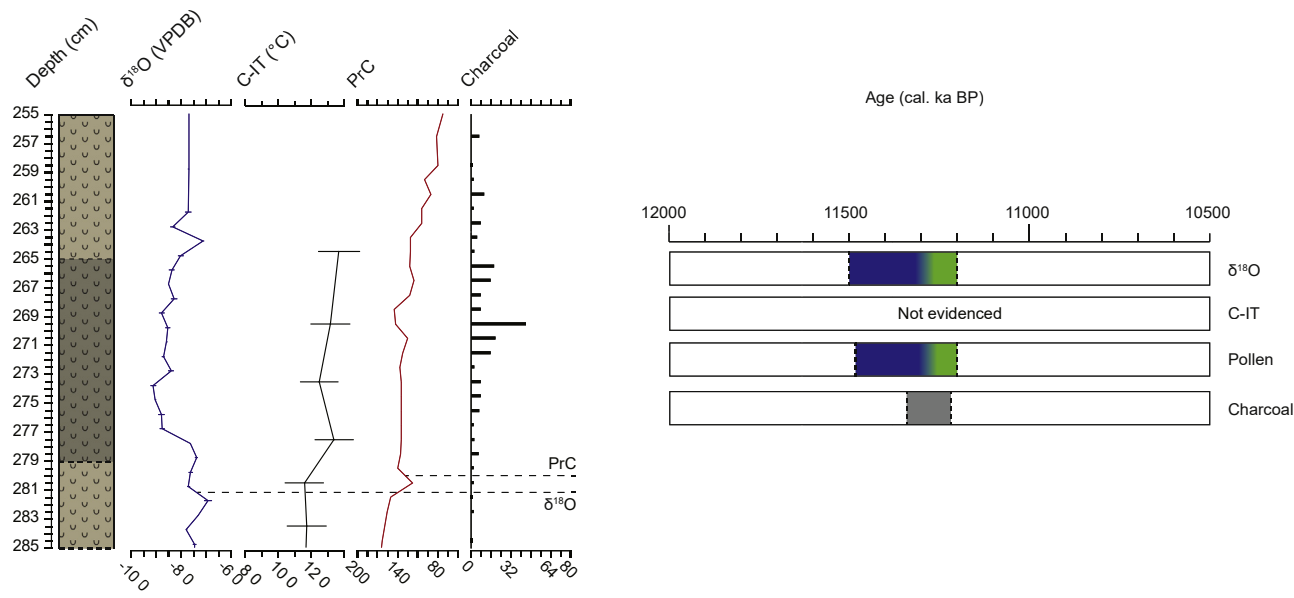 Depth (cm)
δ¹⁸O (VPDB)
C-IT (°C)
PrC
Charcoal
255
257
259
261
263
265
267
269
271
273
275
277
279
281
283
285
PrC
δ¹⁸O
-10 0
-8 0
-6 0
8 0
10 0
12 0
200
140
80
0
32
64
80
Age (cal. ka BP)
12000
11500
11000
10500
δ¹⁸O
Not evidenced
C-IT
Pollen
Charcoal